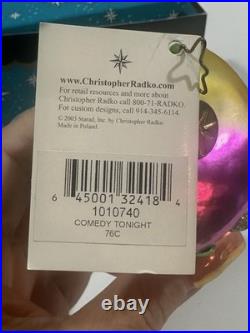 www.ChristopherRadko.com
For retail resources and more about
Christopher Radko call 800-71-RADKO.
For custom designs, call 914-345-6114.
©2003 Starad, Inc. by Christopher Radko
Made in Poland
6 45001 32418 4
1010740
COMEDY TONIGHT
76C